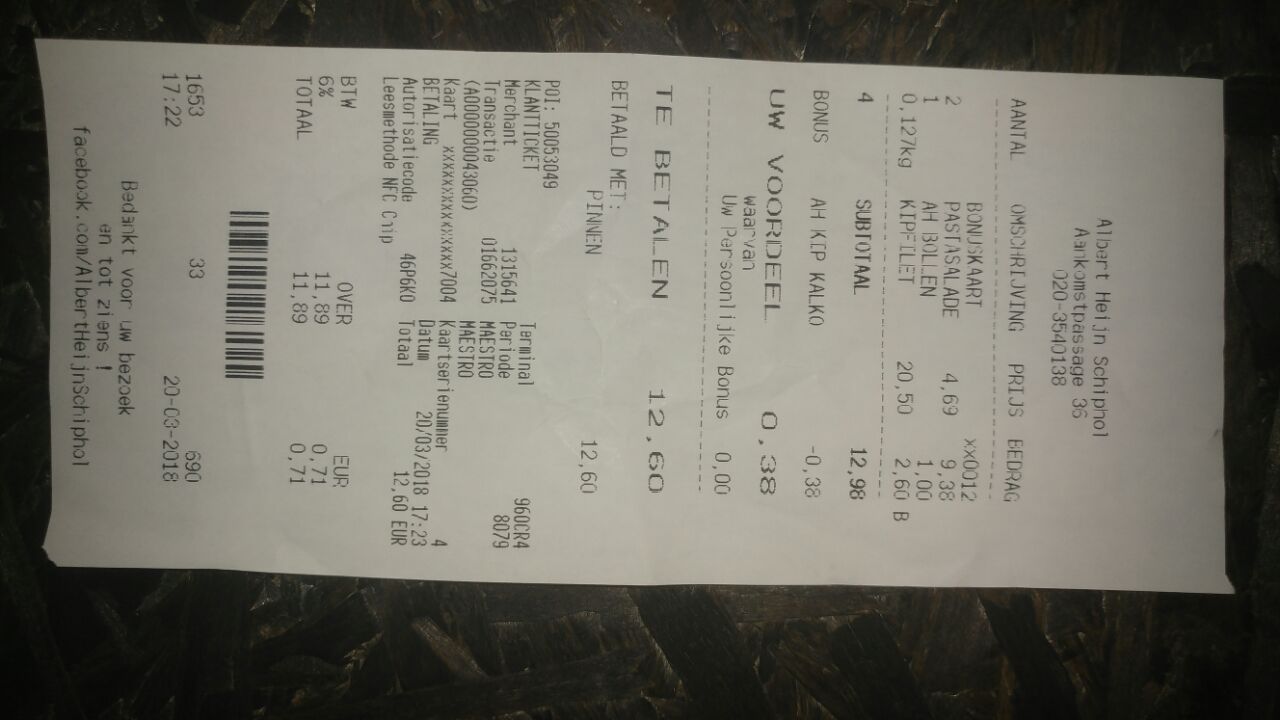 Albert Heijn Schiphol
Aankomstpassage 36
020-3540138
AANTAL OMSCHRIJVING PRIJS BEDRAG
BONUSKAART xx0012
2 PASTASALADE 4,69 9,38
1 AH BOLLEN 1,00
0,127kg KIPFILET 20,50 2,60 B
4 SUBTOTAAL 12,98
BONUS AH KIP KALKO -0,38
UW VOORDEEL 0,38
waarvan
Uw Persoonlijke Bonus 0,00
TE BETALEN 12,60
BETAALD MET:
PINNEN 12,60
POI: 50053049
KLANTTICKET Terminal 960CR4
Merchant 1315641 Periode 8079
Transactie 01662075 MAESTRO
(A0000000043060) MAESTRO
Kaart xxxxxxxxxxxxxxx7004 Kaartserienummer 4
BETALING Datum 20/03/2018 17:23
Autorisatiecode 46P6K0 Totaal 12,60 EUR
Leesmethode NFC Chip
BTW OVER EUR
6% 11,89 0,71
TOTAAL 11,89 0,71
1653 33 690
17:22 20-03-2018
Bedankt voor uw bezoek
en tot ziens !
facebook.com/AlbertHeijnSchiphol